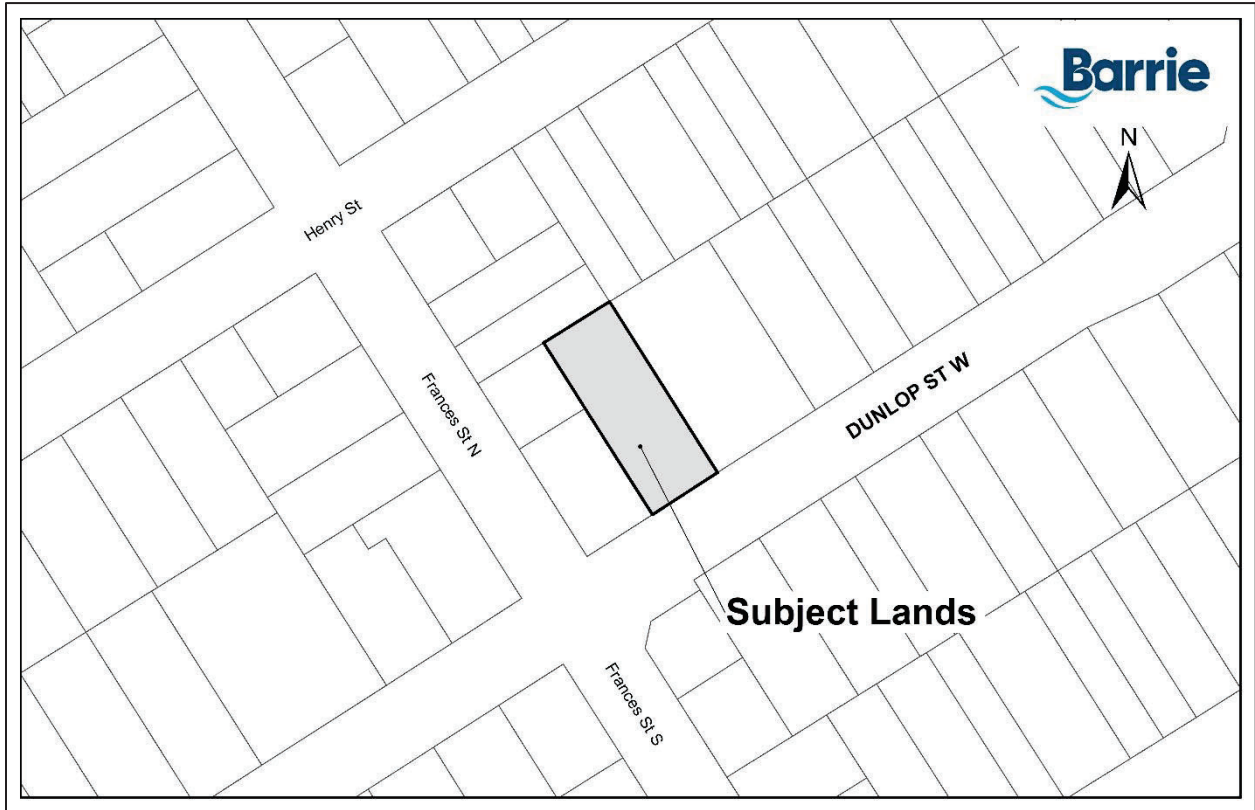 Barrie
N
Henry St
Frances St N
DUNLOP ST W
Subject Lands
Frances St S